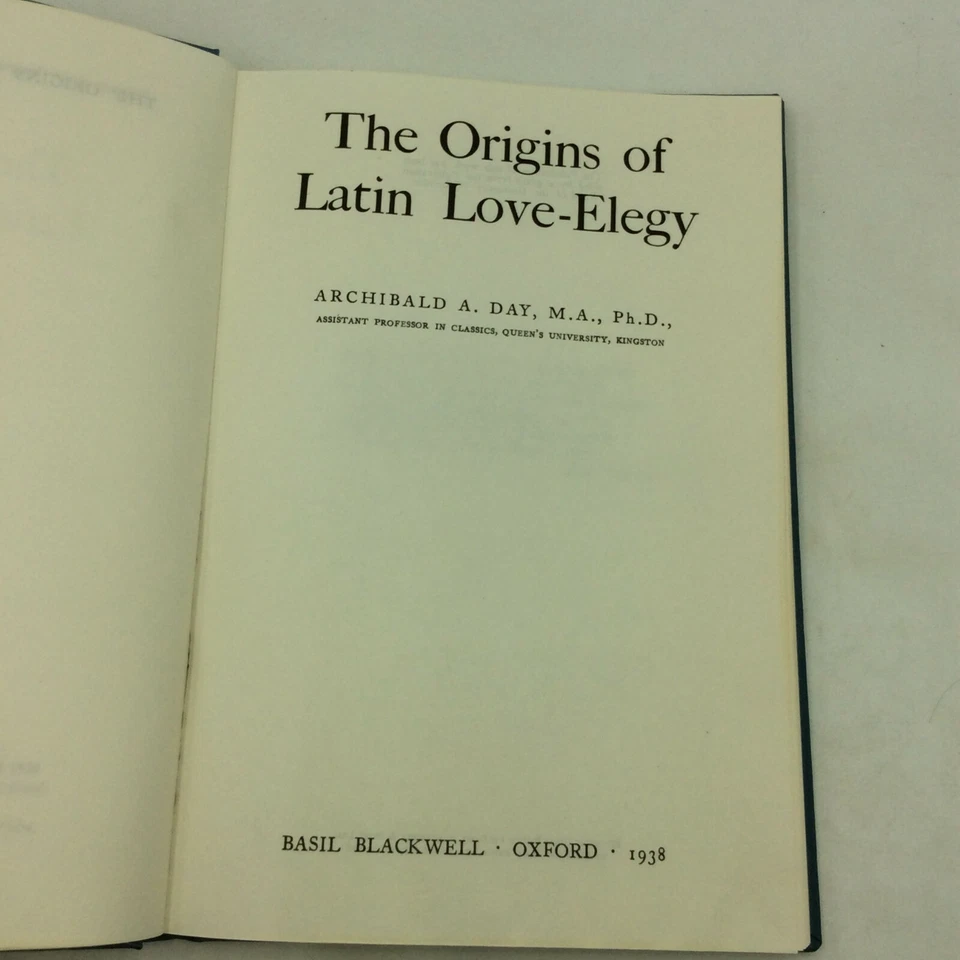 The Origins of
Latin Love-Elegy
ARCHIBALD A. DAY, M.A., Ph.D.,
ASSISTANT PROFESSOR IN CLASSICS, QUEEN'S UNIVERSITY, KINGSTON
BASIL BLACKWELL · OXFORD · 1938